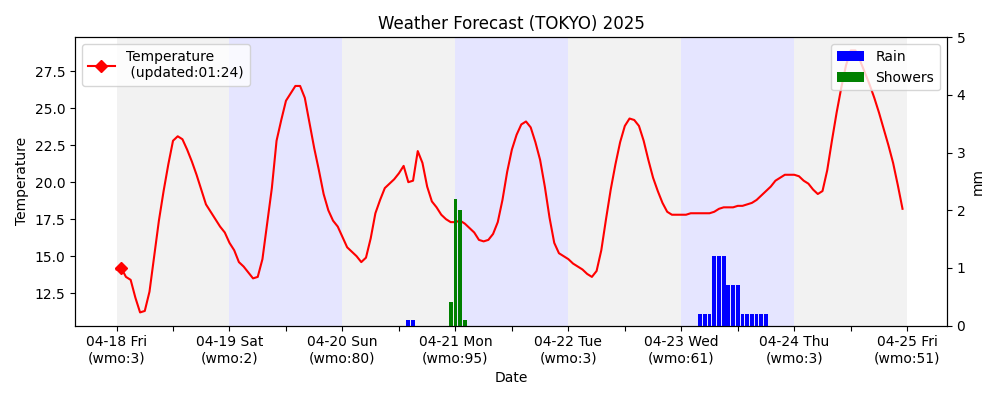 Weather Forecast (TOKYO) 2025
Temperature
(updated:01:24)
Rain
Showers
27.5
25.0
22.5
20.0
17.5
15.0
12.5
Temperature
5
4
3
2
1
0
mm
04-18 Fri
(wmo:3)
04-19 Sat
(wmo:2)
04-20 Sun
(wmo:80)
04-21 Mon
(wmo:95)
04-22 Tue
(wmo:3)
04-23 Wed
(wmo:61)
04-24 Thu
(wmo:3)
04-25 Fri
(wmo:51)
Date